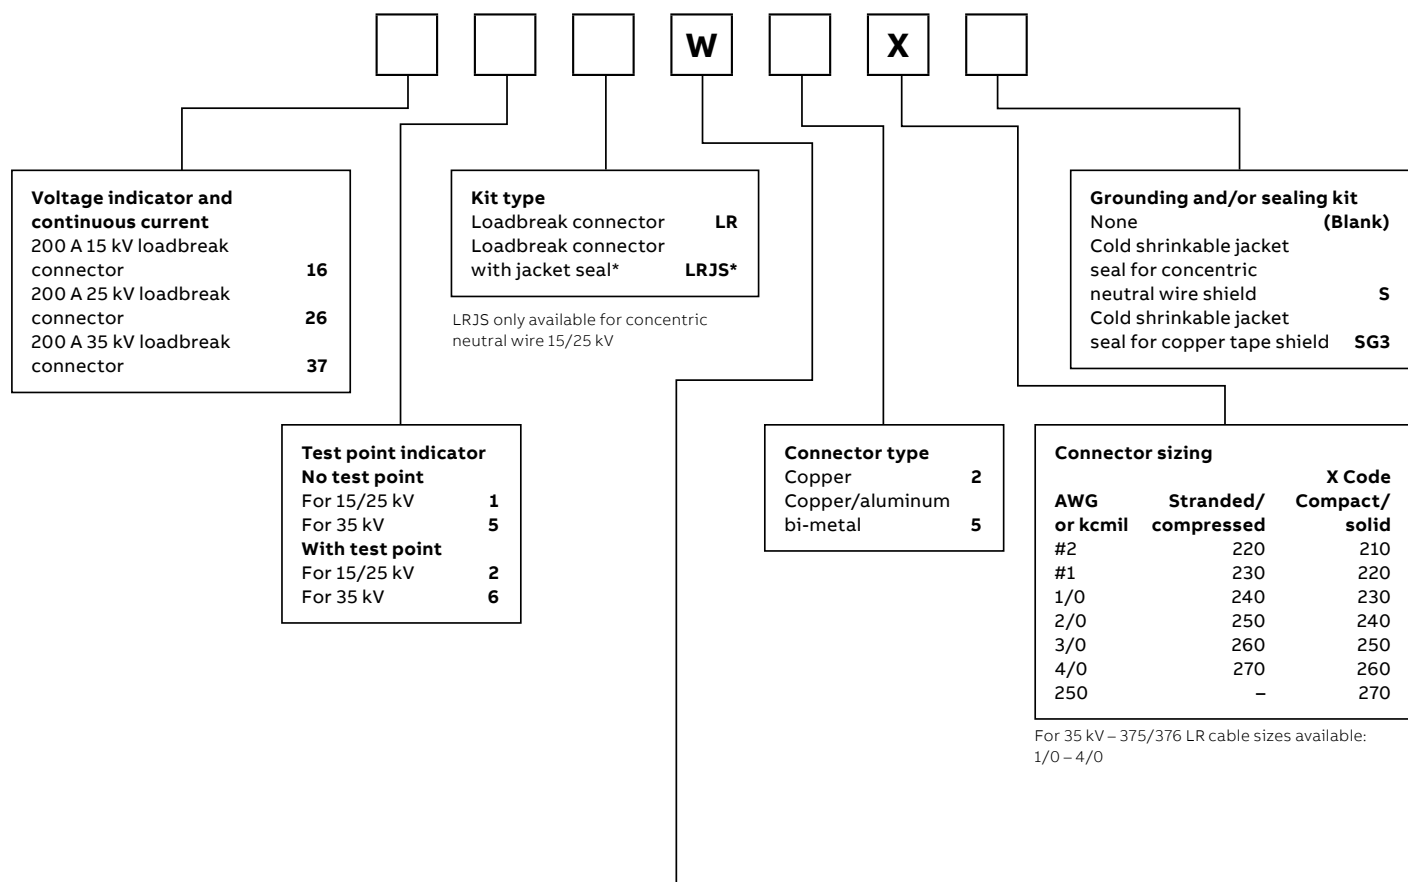 W X
Voltage indicator and
continuous current
200 A 15 kV loadbreak
connector 16
200 A 25 kV loadbreak
connector 26
200 A 35 kV loadbreak
connector 37
Kit type
Loadbreak connector LR
Loadbreak connector
with jacket seal* LRJS*
LRJS only available for concentric
neutral wire 15/25 kV
Grounding and/or sealing kit
None (Blank)
Cold shrinkable jacket
seal for concentric
neutral wire shield S
Cold shrinkable jacket
seal for copper tape shield SG3
Test point indicator
No test point
For 15/25 kV 1
For 35 kV 5
With test point
For 15/25 kV 2
For 35 kV 6
Connector type
Copper 2
Copper/aluminum
bi-metal 5
Connector sizing
X Code
AWG Stranded/ Compact/
or kcmil compressed solid
#2 220 210
#1 230 220
1/0 240 230
2/0 250 240
3/0 260 250
4/0 270 260
250 – 270
For 35 kV – 375/376 LR cable sizes available:
1/0 – 4/0